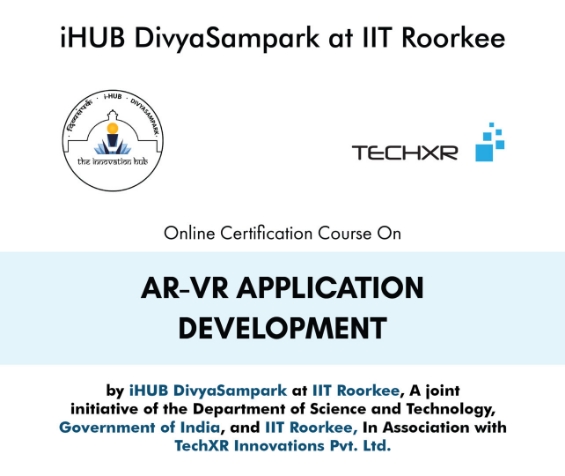 iHUB DivyaSampark at IIT Roorkee
दिव्यसंपर्क · i-HUB · DIVYASAMPARK
the innovation hub
TECHXR
Online Certification Course On
AR-VR APPLICATION
DEVELOPMENT
by iHUB DivyaSampark at IIT Roorkee, A joint
initiative of the Department of Science and Technology,
Government of India, and IIT Roorkee, In Association with
TechXR Innovations Pvt. Ltd.